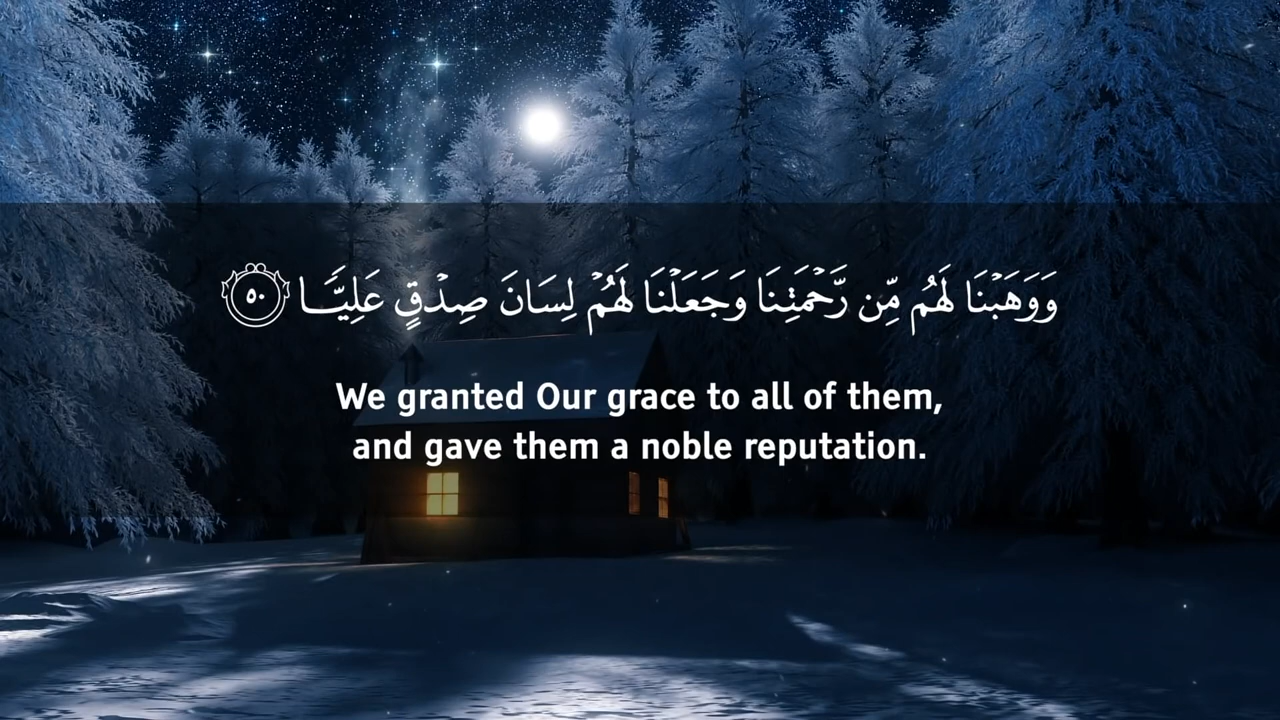 وَوَهَبْنَا لَهُم مِّن رَّحْمَتِنَا وَجَعَلْنَا لَهُمْ لِسَانَ صِدْقٍ عَلِيًّا ٥٠
We granted Our grace to all of them,
and gave them a noble reputation.